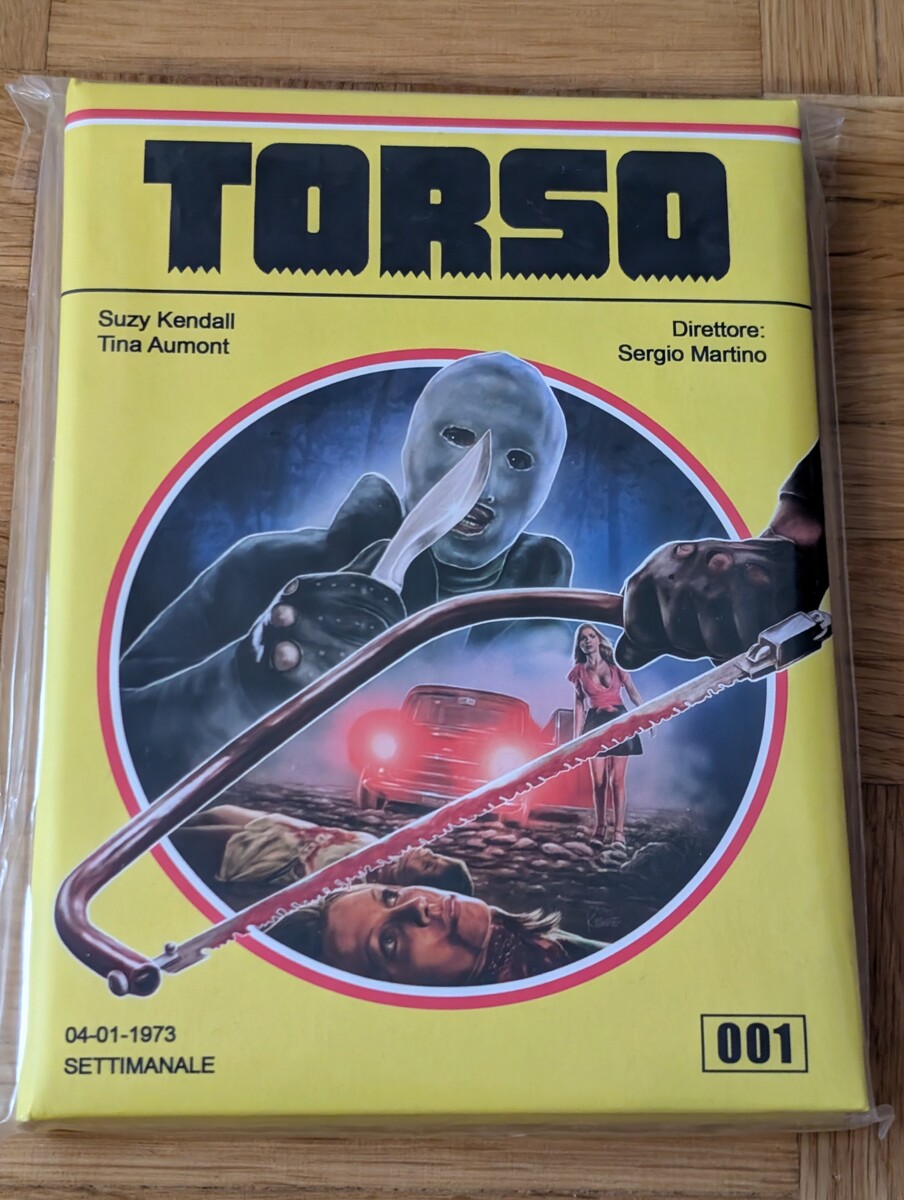 TORSO
Suzy Kendall
Tina Aumont
Direttore:
Sergio Martino
04-01-1973
SETTIMANALE
001